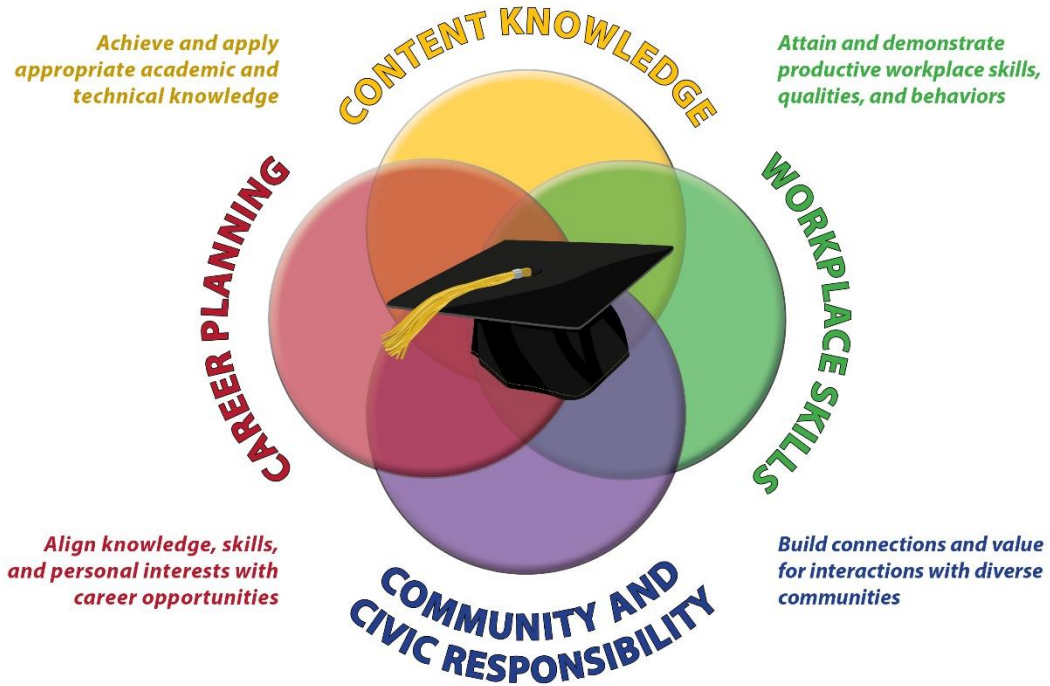 CONTENT KNOWLEDGE
Achieve and apply
appropriate academic and
technical knowledge
Attain and demonstrate
productive workplace skills,
qualities, and behaviors
CAREER PLANNING
WORKPLACE SKILLS
Align knowledge, skills,
and personal interests with
career opportunities
COMMUNITY AND
CIVIC RESPONSIBILITY
Build connections and value
for interactions with diverse
communities